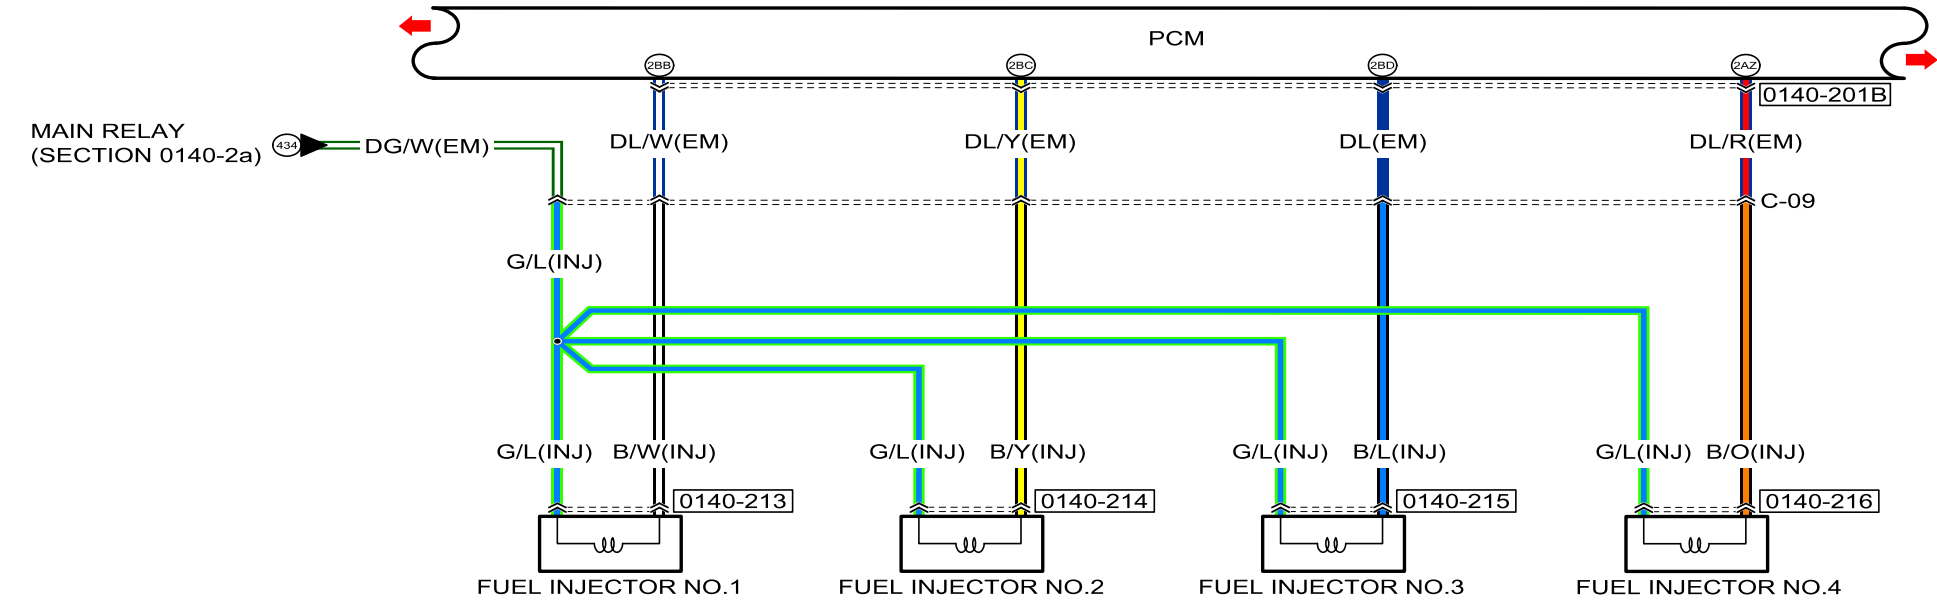 PCM
2BB 2BC 2BD 2AZ
0140-201B
MAIN RELAY
(SECTION 0140-2a)
434
DG/W(EM)
DL/W(EM) DL/Y(EM) DL(EM) DL/R(EM)
C-09
G/L(INJ)
G/L(INJ) B/W(INJ) G/L(INJ) B/Y(INJ) G/L(INJ) B/L(INJ) G/L(INJ) B/O(INJ)
0140-213 0140-214 0140-215 0140-216
FUEL INJECTOR NO.1 FUEL INJECTOR NO.2 FUEL INJECTOR NO.3 FUEL INJECTOR NO.4